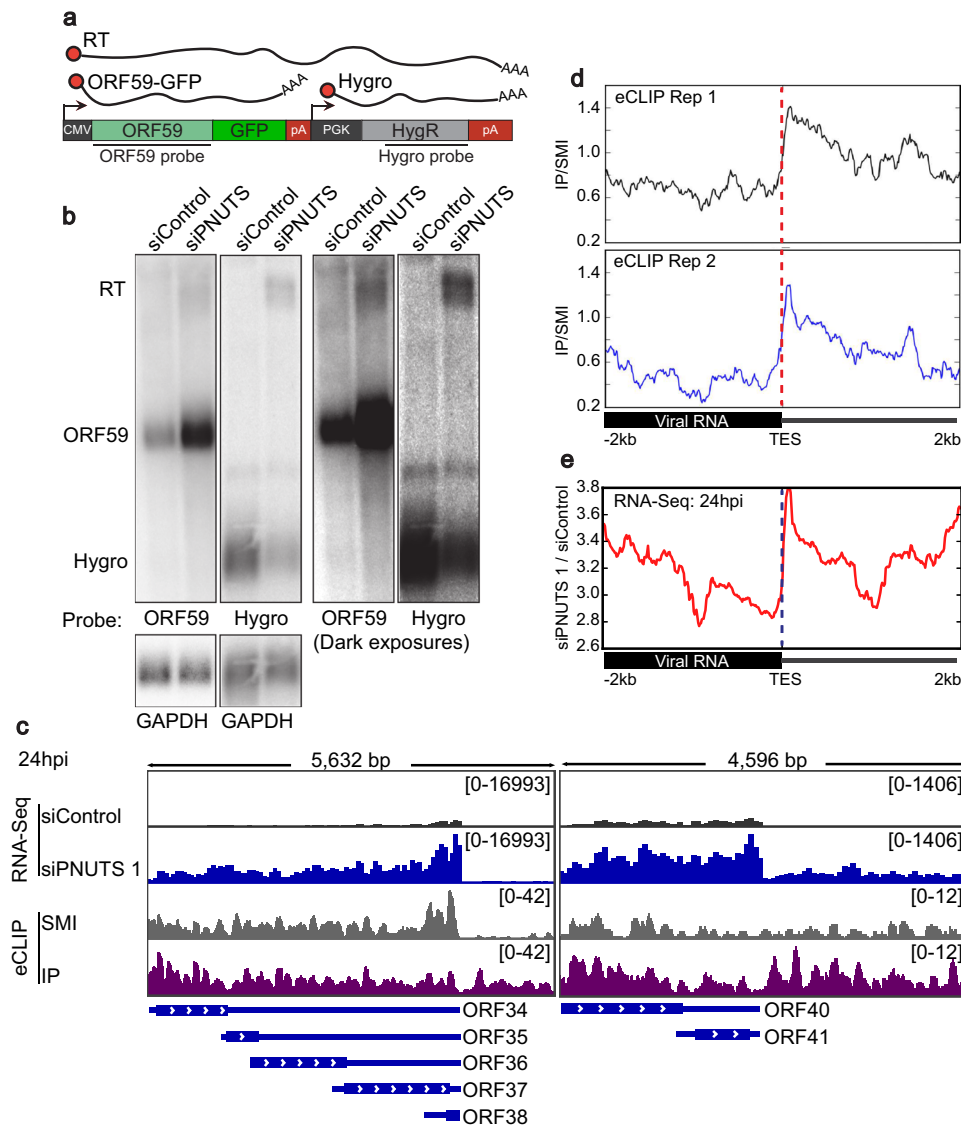 a
RT
AAA
ORF59-GFP
AAA
Hygro
AAA
CMV ORF59 GFP pA PGK HygR pA
ORF59 probe Hygro probe
b
siControl siPNUTS siControl siPNUTS siControl siPNUTS siControl siPNUTS
RT
ORF59
Hygro
Probe: ORF59 Hygro ORF59 Hygro
(Dark exposures)
GAPDH GAPDH
c
24hpi
5,632 bp 4,596 bp
RNA-Seq
siControl [0-16993] [0-1406]
siPNUTS 1 [0-16993] [0-1406]
eCLIP
SMI [0-42] [0-12]
IP [0-42] [0-12]
ORF34 ORF40
ORF35 ORF41
ORF36
ORF37
ORF38
d
eCLIP Rep 1
IP/SMI
1.4
1.0
0.6
0.2
eCLIP Rep 2
IP/SMI
1.4
1.0
0.6
0.2
Viral RNA
-2kb TES 2kb
e
RNA-Seq: 24hpi
siPNUTS 1 / siControl
3.8
3.6
3.4
3.2
3.0
2.8
2.6
Viral RNA
-2kb TES 2kb